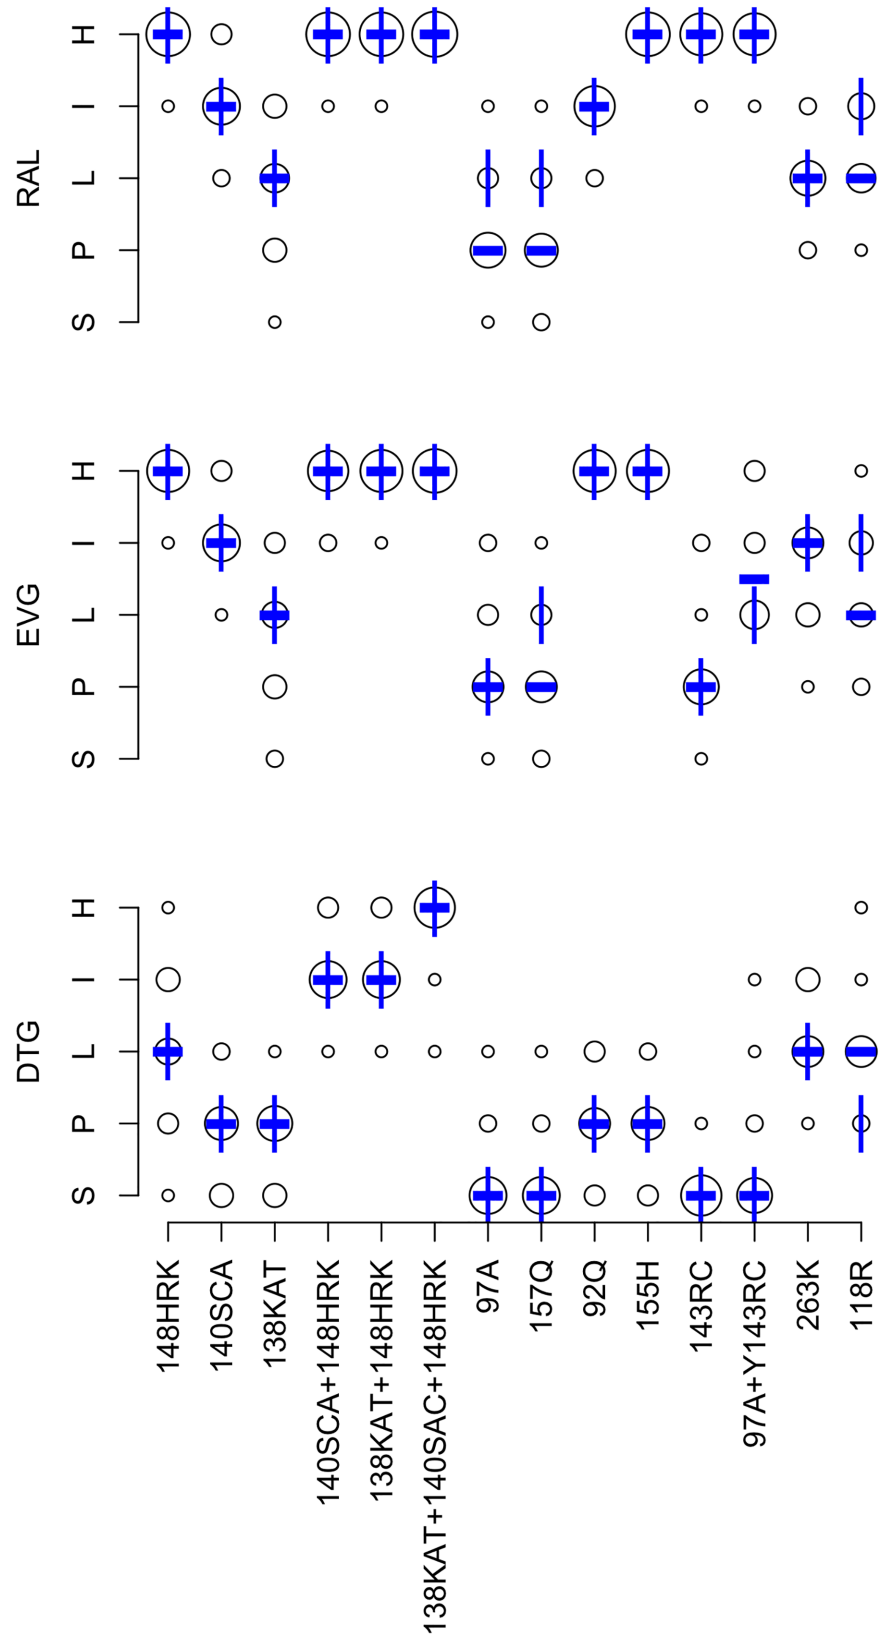 RAL
S
P
L
I
H
EVG
S
P
L
I
H
DTG
S
P
L
I
H
148HRK
140SCA
138KAT
140SCA+148HRK
138KAT+148HRK
138KAT+140SAC+148HRK
97A
157Q
92Q
155H
143RC
97A+Y143RC
263K
118R